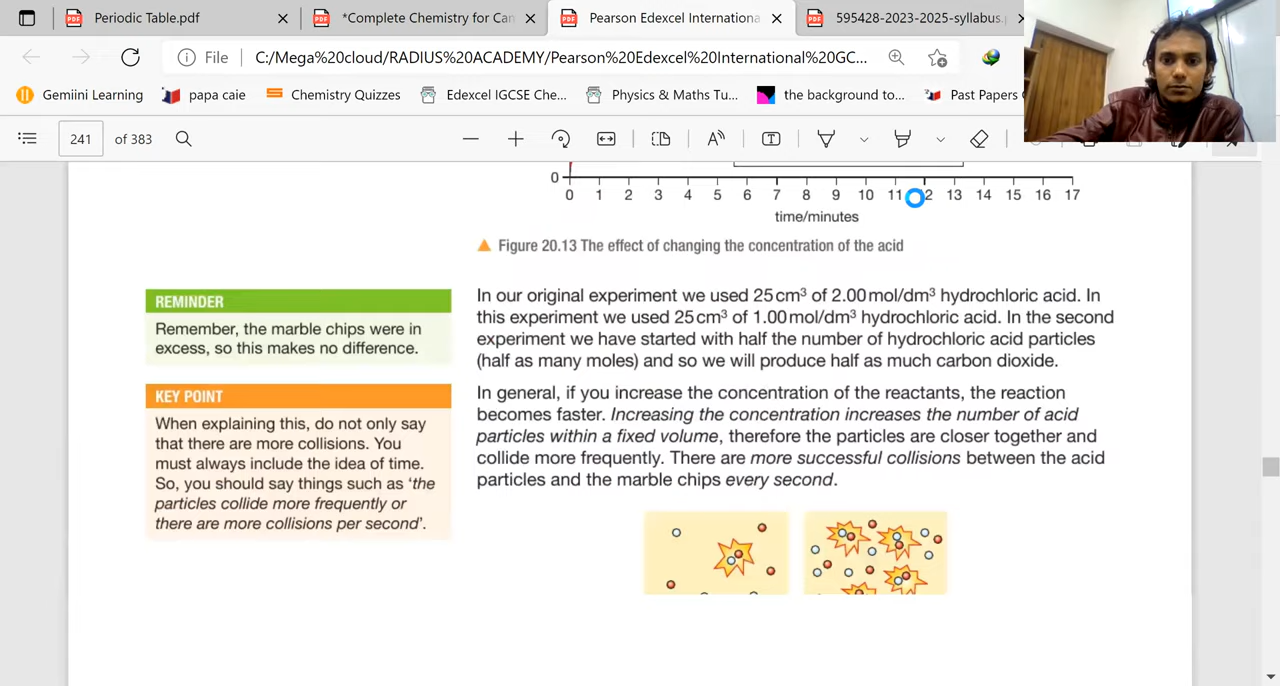 Periodic Table.pdf
*Complete Chemistry for Can
Pearson Edexcel Internationa
595428-2023-2025-syllabus.
File
C:/Mega%20cloud/RADIUS%20ACADEMY/Pearson%20Edexcel%20International%20GC...
Gemiini Learning
papa caie
Chemistry Quizzes
Edexcel IGCSE Che...
Physics & Maths Tu...
the background to...
Past Papers
241 of 383
0
0 1 2 3 4 5 6 7 8 9 10 11 2 13 14 15 16 17
time/minutes
Figure 20.13 The effect of changing the concentration of the acid
REMINDER
Remember, the marble chips were in
excess, so this makes no difference.
KEY POINT
When explaining this, do not only say
that there are more collisions. You
must always include the idea of time.
So, you should say things such as ‘the
particles collide more frequently or
there are more collisions per second’.
In our original experiment we used 25 cm³ of 2.00 mol/dm³ hydrochloric acid. In
this experiment we used 25 cm³ of 1.00 mol/dm³ hydrochloric acid. In the second
experiment we have started with half the number of hydrochloric acid particles
(half as many moles) and so we will produce half as much carbon dioxide.
In general, if you increase the concentration of the reactants, the reaction
becomes faster. Increasing the concentration increases the number of acid
particles within a fixed volume, therefore the particles are closer together and
collide more frequently. There are more successful collisions between the acid
particles and the marble chips every second.